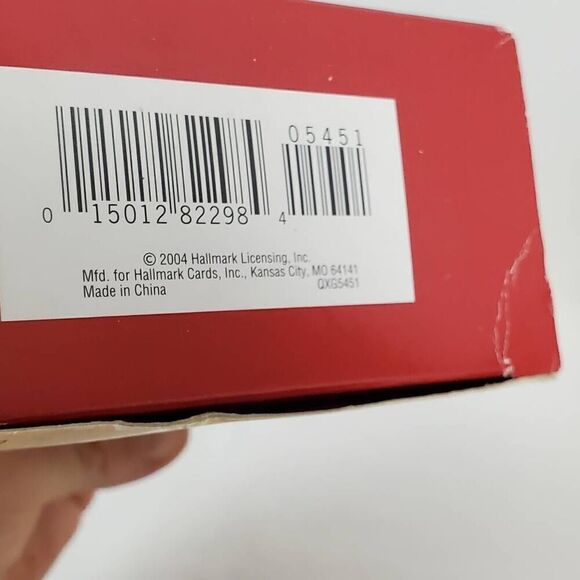 05451
0 15012 82298 4
© 2004 Hallmark Licensing, Inc.
Mfd. for Hallmark Cards, Inc., Kansas City, MO 64141
Made in China QXG5451